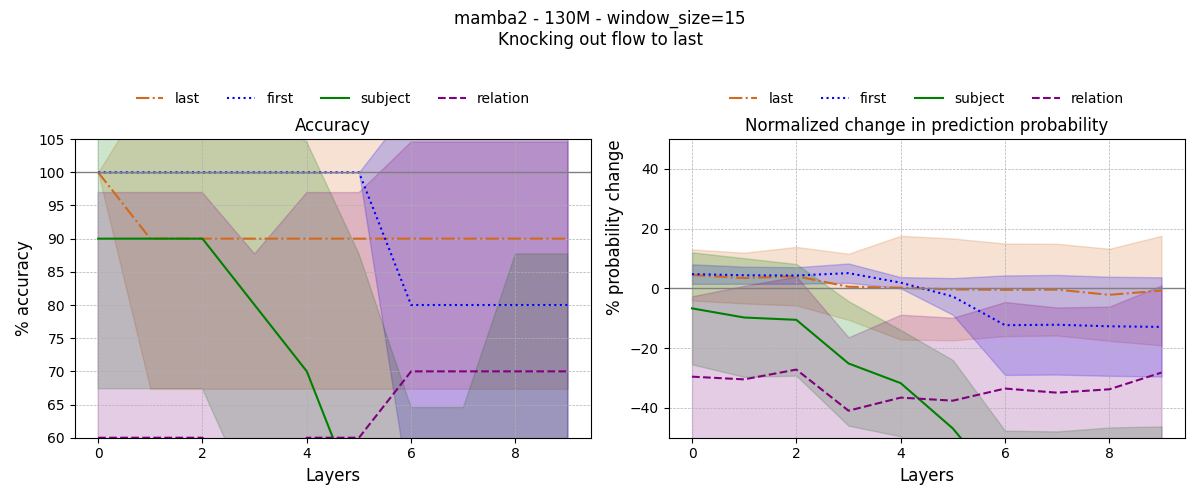 mamba2 - 130M - window_size=15
Knocking out flow to last
last first subject relation
last first subject relation
Accuracy
Normalized change in prediction probability
% accuracy
105
100
95
90
85
80
75
70
65
60
0 2 4 6 8
Layers
% probability change
40
20
0
−20
−40
0 2 4 6 8
Layers